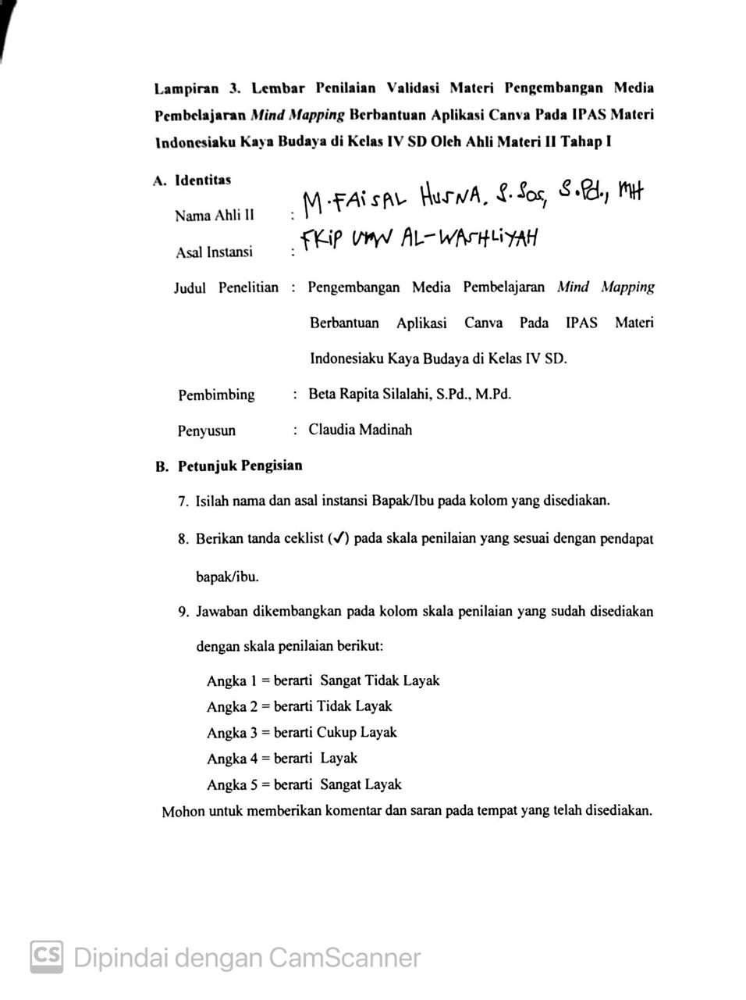 Lampiran 3. Lembar Penilaian Validasi Materi Pengembangan Media
Pembelajaran Mind Mapping Berbantuan Aplikasi Canva Pada IPAS Materi
Indonesiaku Kaya Budaya di Kelas IV SD Oleh Ahli Materi II Tahap I
A. Identitas
Nama Ahli II : M. FAISAL HUSNA, S.Sos, S.Pd., MH
Asal Instansi : FKIP UMN AL-WASHLIYAH
Judul Penelitian : Pengembangan Media Pembelajaran Mind Mapping
Berbantuan Aplikasi Canva Pada IPAS Materi
Indonesiaku Kaya Budaya di Kelas IV SD.
Pembimbing : Beta Rapita Silalahi, S.Pd., M.Pd.
Penyusun : Claudia Madinah
B. Petunjuk Pengisian
7. Isilah nama dan asal instansi Bapak/Ibu pada kolom yang disediakan.
8. Berikan tanda ceklist (✓) pada skala penilaian yang sesuai dengan pendapat
bapak/ibu.
9. Jawaban dikembangkan pada kolom skala penilaian yang sudah disediakan
dengan skala penilaian berikut:
Angka 1 = berarti Sangat Tidak Layak
Angka 2 = berarti Tidak Layak
Angka 3 = berarti Cukup Layak
Angka 4 = berarti Layak
Angka 5 = berarti Sangat Layak
Mohon untuk memberikan komentar dan saran pada tempat yang telah disediakan.
CS Dipindai dengan CamScanner